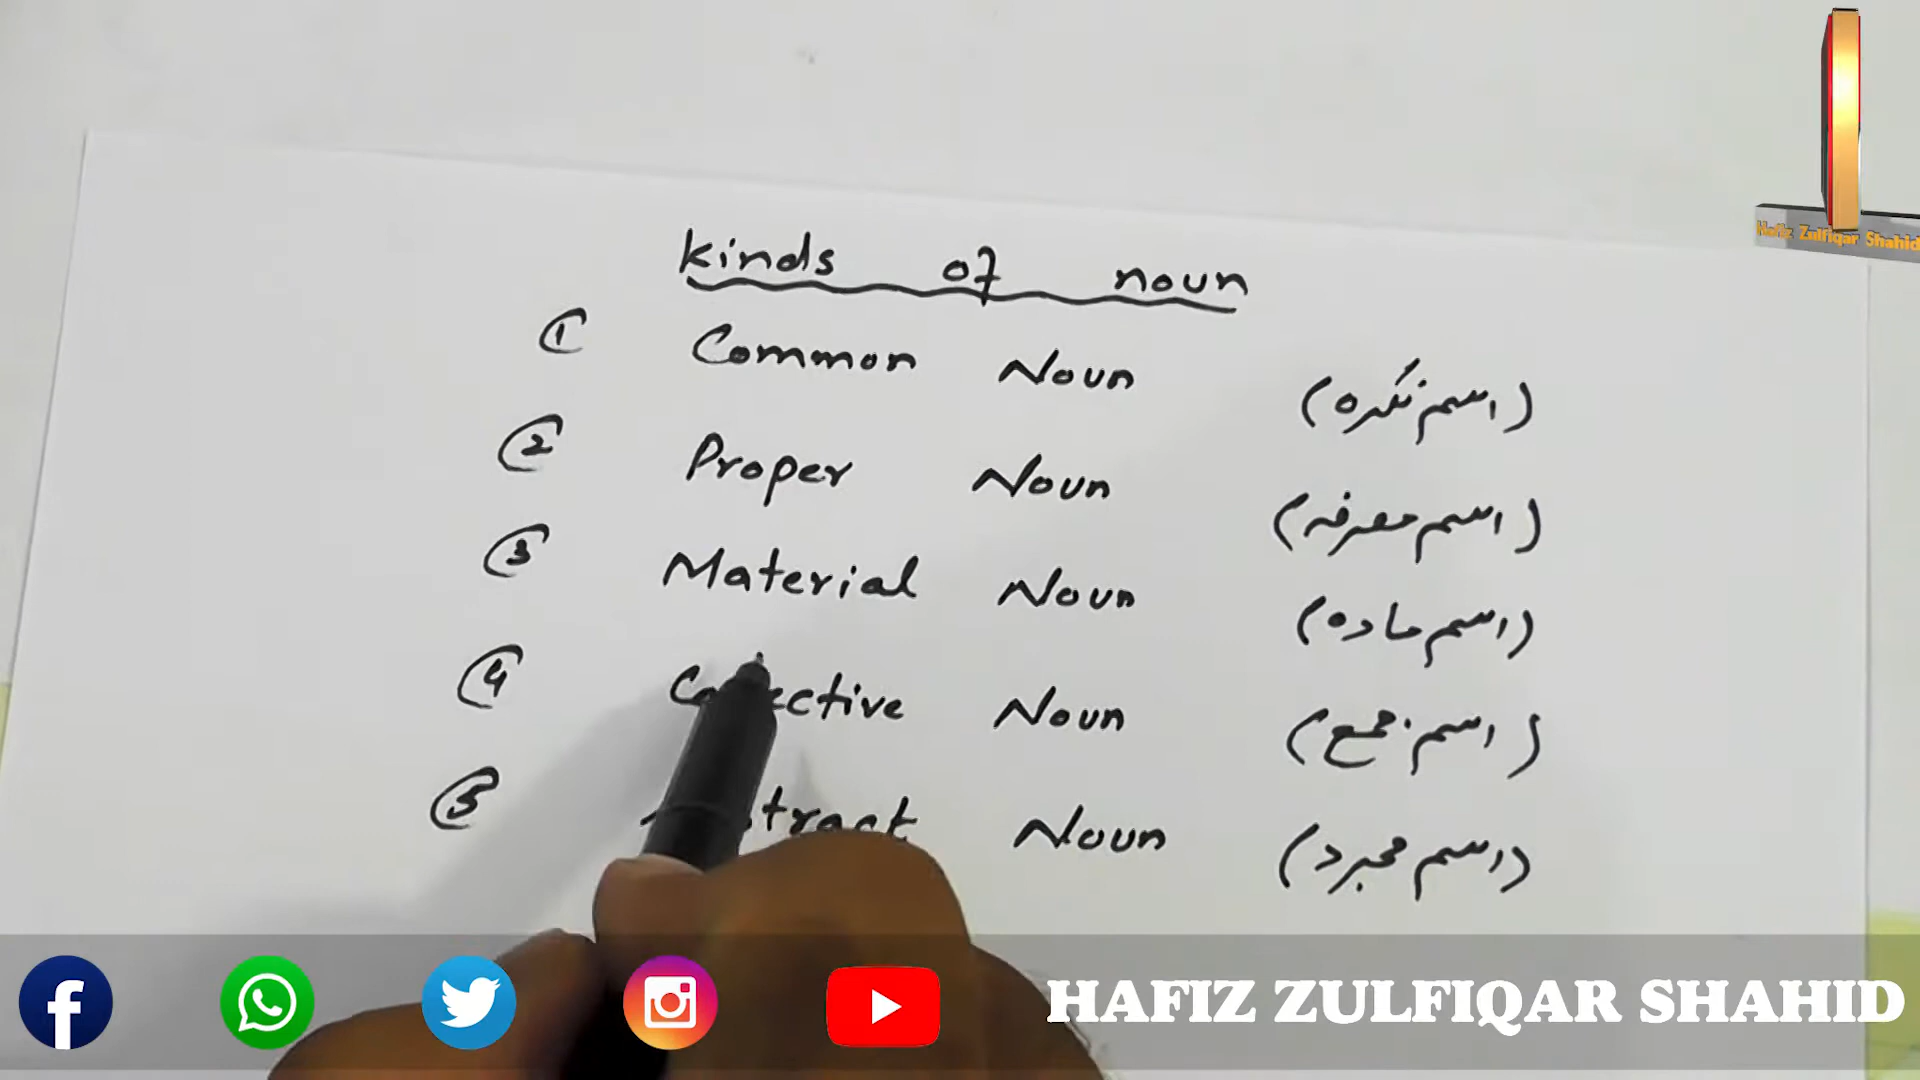 Hafiz Zulfiqar Shahid
Kinds of noun
1 Common Noun (اسم نکرہ)
2 Proper Noun (اسم معرفہ)
3 Material Noun (اسم مادہ)
4 Noun (اسم جمع)
5 Noun (اسم مجرد)
HAFIZ ZULFIQAR SHAHID